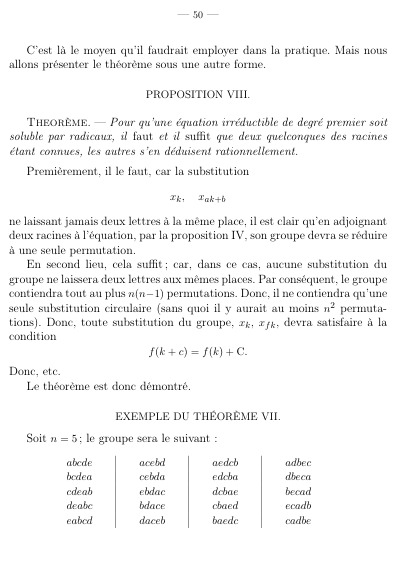 — 50 —
C'est là le moyen qu'il faudrait employer dans la pratique. Mais nous
allons présenter le théorème sous une autre forme.
PROPOSITION VIII.
THEORÈME. — Pour qu'une équation irréductible de degré premier soit
soluble par radicaux, il faut et il suffit que deux quelconques des racines
étant connues, les autres s'en déduisent rationnellement.
Premièrement, il le faut, car la substitution
x_k, x_{ak+b}
ne laissant jamais deux lettres à la même place, il est clair qu'en adjoignant
deux racines à l'équation, par la proposition IV, son groupe devra se réduire
à une seule permutation.
En second lieu, cela suffit ; car, dans ce cas, aucune substitution du
groupe ne laissera deux lettres aux mêmes places. Par conséquent, le groupe
contiendra tout au plus n(n−1) permutations. Donc, il ne contiendra qu'une
seule substitution circulaire (sans quoi il y aurait au moins n² permuta-
tions). Donc, toute substitution du groupe, x_k, x_{fk}, devra satisfaire à la
condition
f(k + c) = f(k) + C.
Donc, etc.
Le théorème est donc démontré.
EXEMPLE DU THÉORÈME VII.
Soit n = 5 ; le groupe sera le suivant :
abcde acebd aedcb adbec
bcdea cebda edcba dbeca
cdeab ebdac dcbae becad
deabc bdace cbaed ecadb
eabcd daceb baedc cadbe